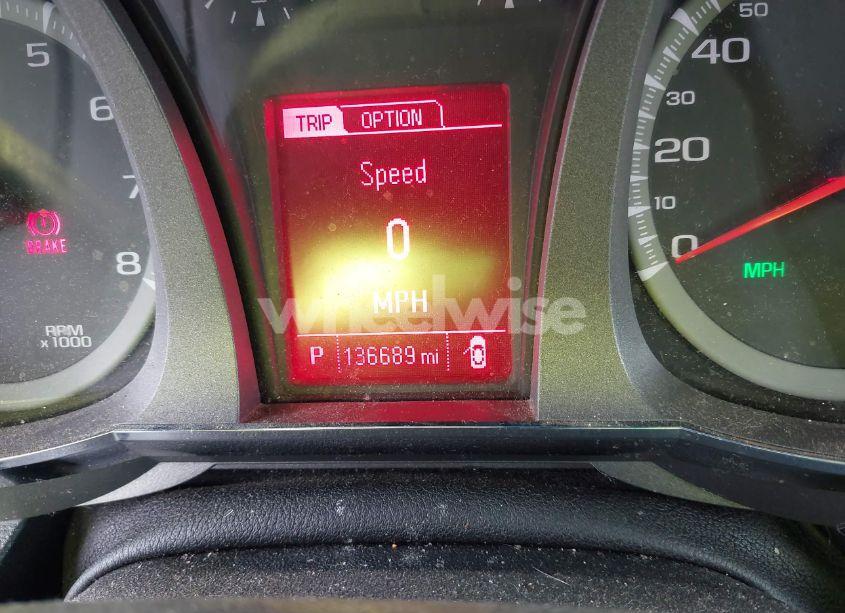 5
6
7
8
RPM
x1000
BRAKE
TRIP OPTION
Speed
0
MPH
P 136689 mi
wheelwise
50
40
30
20
10
0
MPH